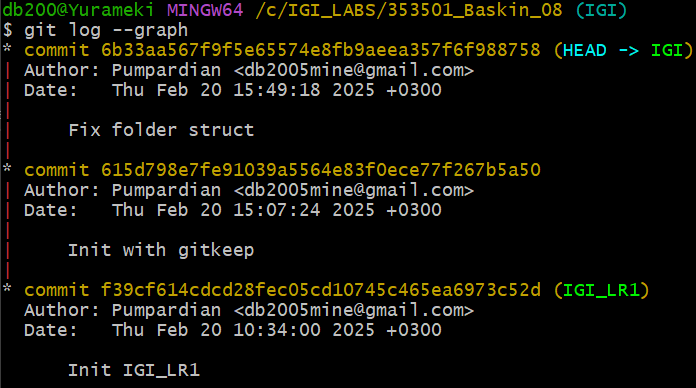 db200@Yurameki MINGW64 /c/IGI_LABS/353501_Baskin_08 (IGI)
$ git log --graph
* commit 6b33aa567f9f5e65574e8fb9aeea357f6f988758 (HEAD -> IGI)
| Author: Pumpardian <db2005mine@gmail.com>
| Date:   Thu Feb 20 15:49:18 2025 +0300
|
|     Fix folder struct
|
* commit 615d798e7fe91039a5564e83f0ece77f267b5a50
| Author: Pumpardian <db2005mine@gmail.com>
| Date:   Thu Feb 20 15:07:24 2025 +0300
|
|     Init with gitkeep
|
* commit f39cf614cdcd28fec05cd10745c465ea6973c52d (IGI_LR1)
  Author: Pumpardian <db2005mine@gmail.com>
  Date:   Thu Feb 20 10:34:00 2025 +0300

      Init IGI_LR1